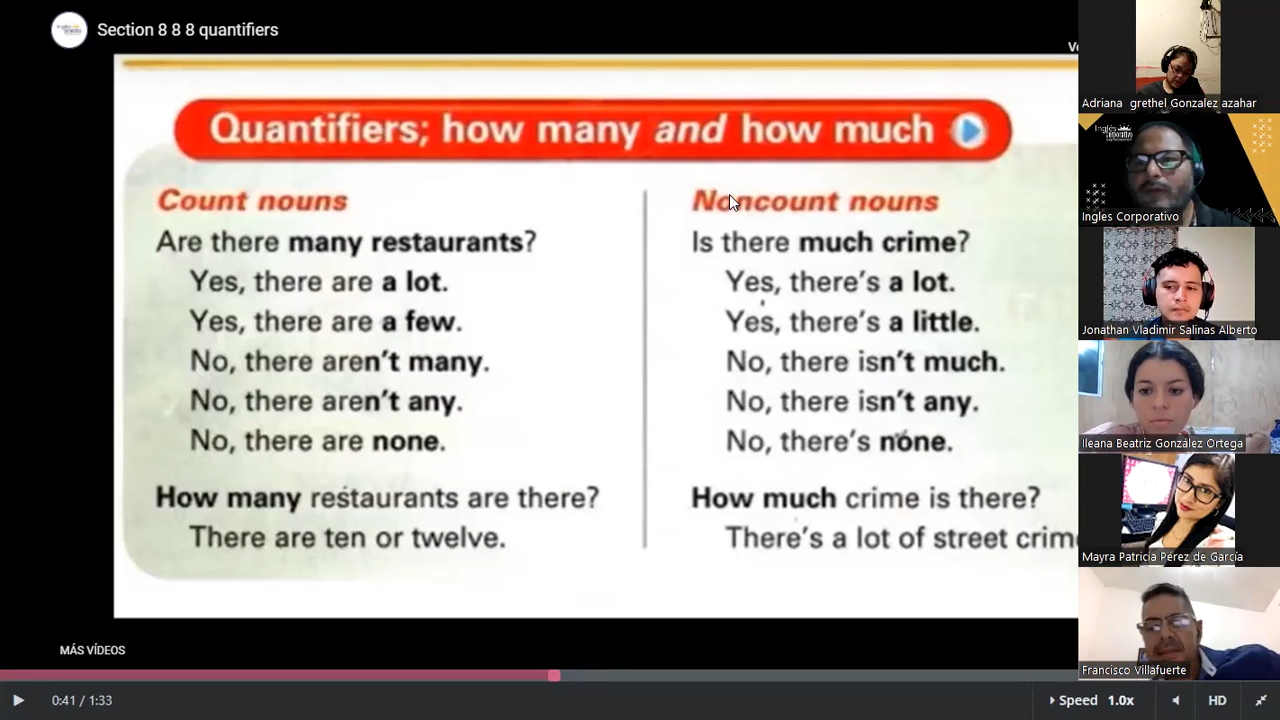 Section 8 8 8 quantifiers
Quantifiers; how many and how much
Count nouns
Are there many restaurants?
Yes, there are a lot.
Yes, there are a few.
No, there aren't many.
No, there aren't any.
No, there are none.
How many restaurants are there?
There are ten or twelve.
Noncount nouns
Is there much crime?
Yes, there's a lot.
Yes, there's a little.
No, there isn't much.
No, there isn't any.
No, there's none.
How much crime is there?
There's a lot of street crim
MÁS VÍDEOS
0:41 / 1:33
Speed 1.0x
HD
Adriana grethel Gonzalez azahar
Inglés
Corporativo
Ingles Corporativo
Jonathan Vladimir Salinas Alberto
Ileana Beatriz González Ortega
Mayra Patricia Pérez de García
Francisco Villafuerte